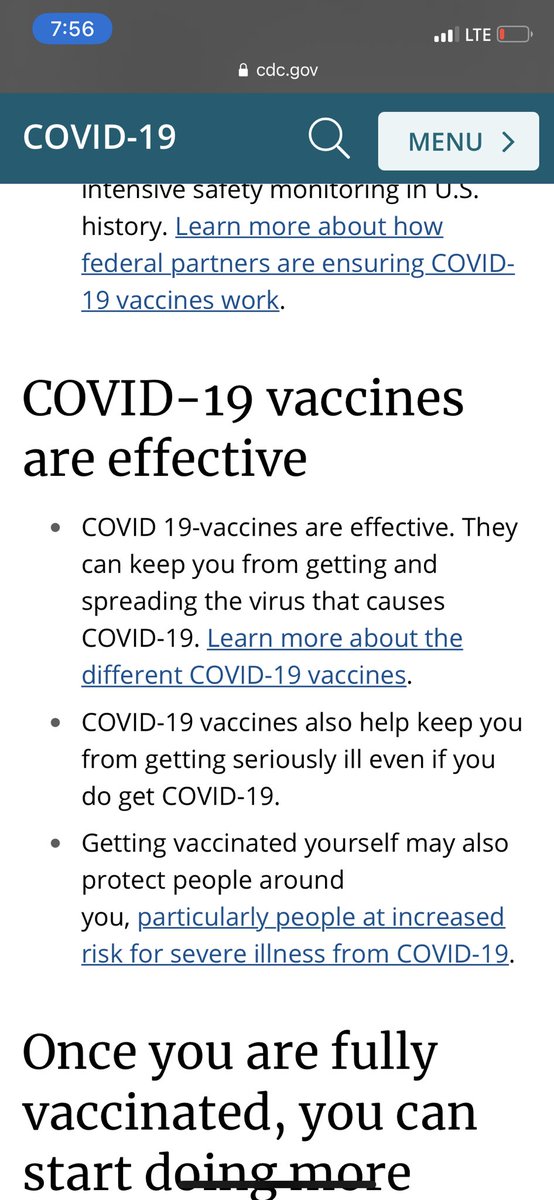 7:56
LTE
cdc.gov
COVID-19
MENU
intensive safety monitoring in U.S.
history. Learn more about how
federal partners are ensuring COVID-
19 vaccines work.
COVID-19 vaccines
are effective
COVID 19-vaccines are effective. They
can keep you from getting and
spreading the virus that causes
COVID-19. Learn more about the
different COVID-19 vaccines.
COVID-19 vaccines also help keep you
from getting seriously ill even if you
do get COVID-19.
Getting vaccinated yourself may also
protect people around
you, particularly people at increased
risk for severe illness from COVID-19.
Once you are fully
vaccinated, you can
start doing more